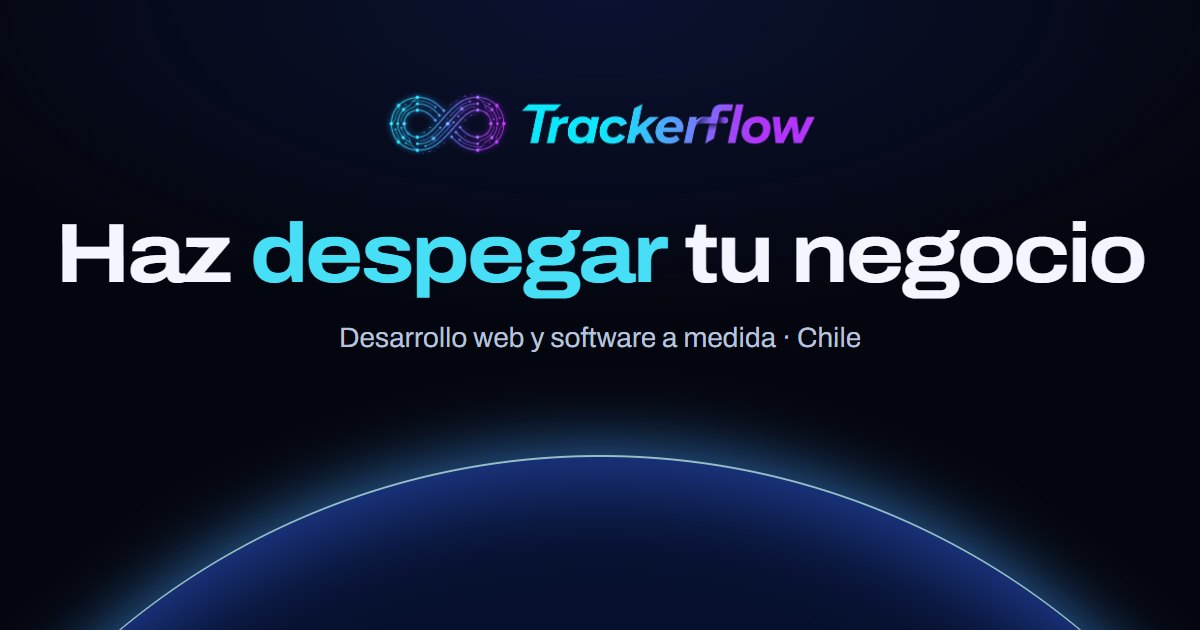 Trackerflow
Haz despegar tu negocio
Desarrollo web y software a medida · Chile